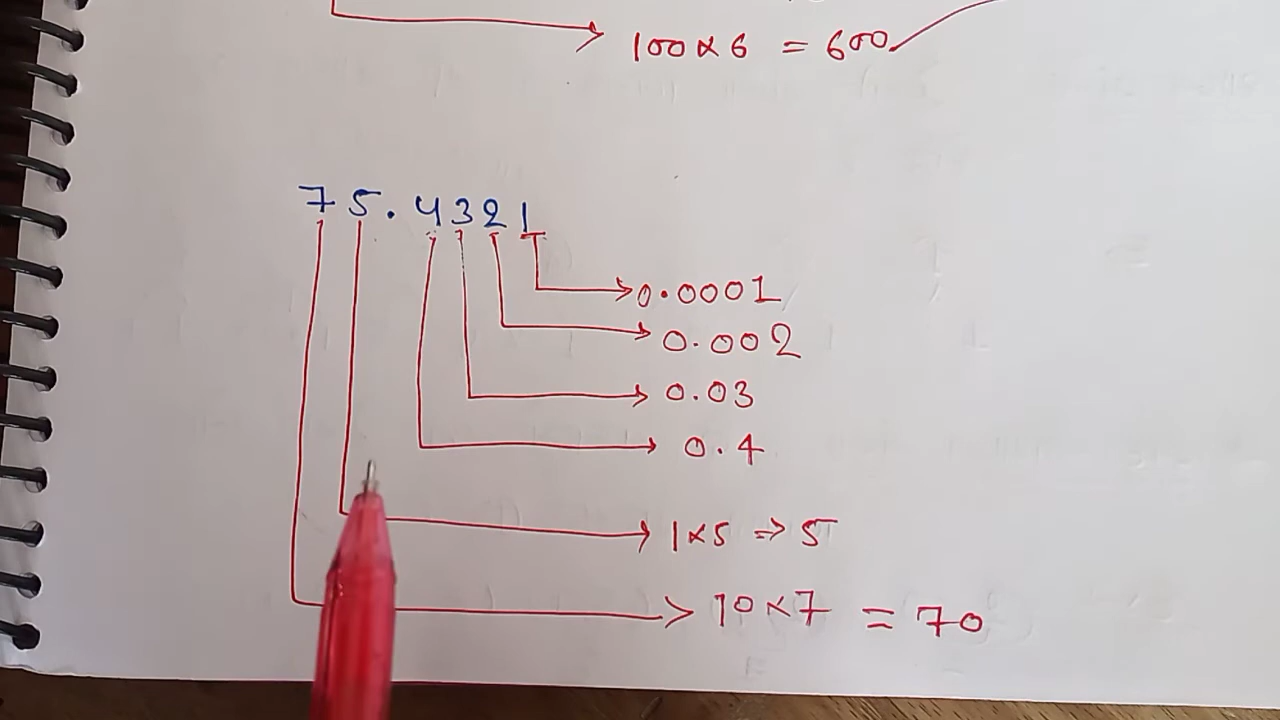 100 × 6 = 600
75.4321
0.0001
0.002
0.03
0.4
1×5 ⇒ 5
10×7 = 70